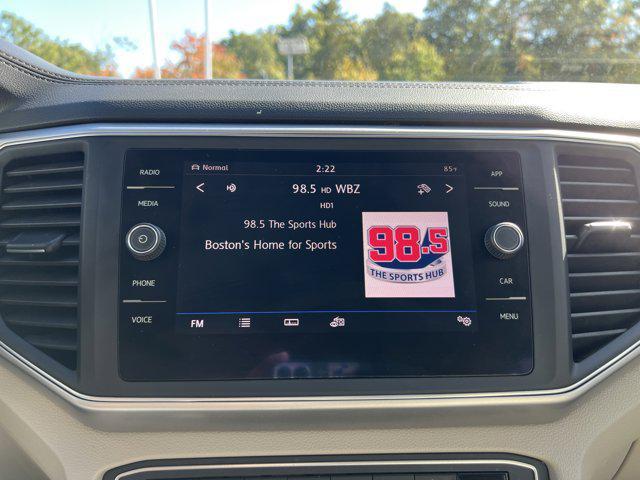 RADIO
MEDIA
PHONE
VOICE
Normal
2:22
85°F
98.5 HD WBZ
HD1
98.5 The Sports Hub
Boston's Home for Sports
98.5
THE SPORTS HUB
FM
APP
SOUND
CAR
MENU